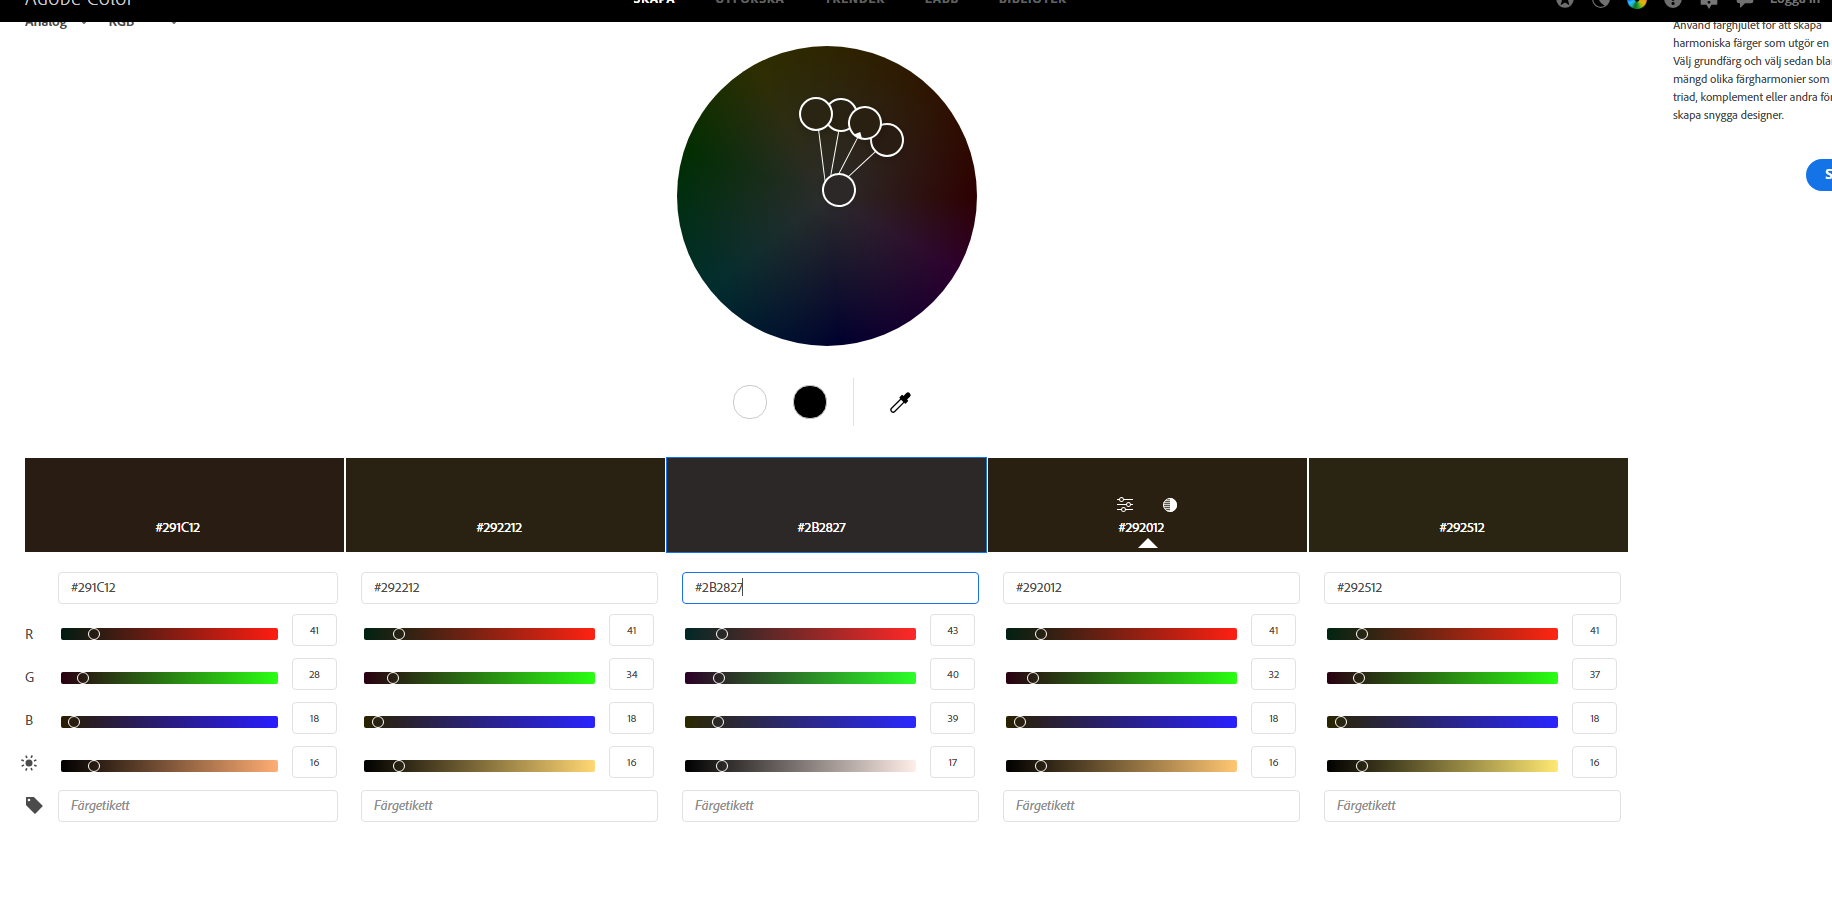 Adobe Color
SKAPA UTFORSKA TRENDER LABB BIBLIOTEK
Logga in
Analog RGB
Använd färghjulet för att skapa
harmoniska färger som utgör en
Välj grundfärg och välj sedan bla
mängd olika färgharmonier som
triad, komplement eller andra för
skapa snygga designer.
S
#291C12 #292212 #2B2827 #292012 #292512
#291C12 #292212 #2B2827 #292012 #292512
R 41 41 43 41 41
G 28 34 40 32 37
B 18 18 39 18 18
16 16 17 16 16
Färgetikett Färgetikett Färgetikett Färgetikett Färgetikett